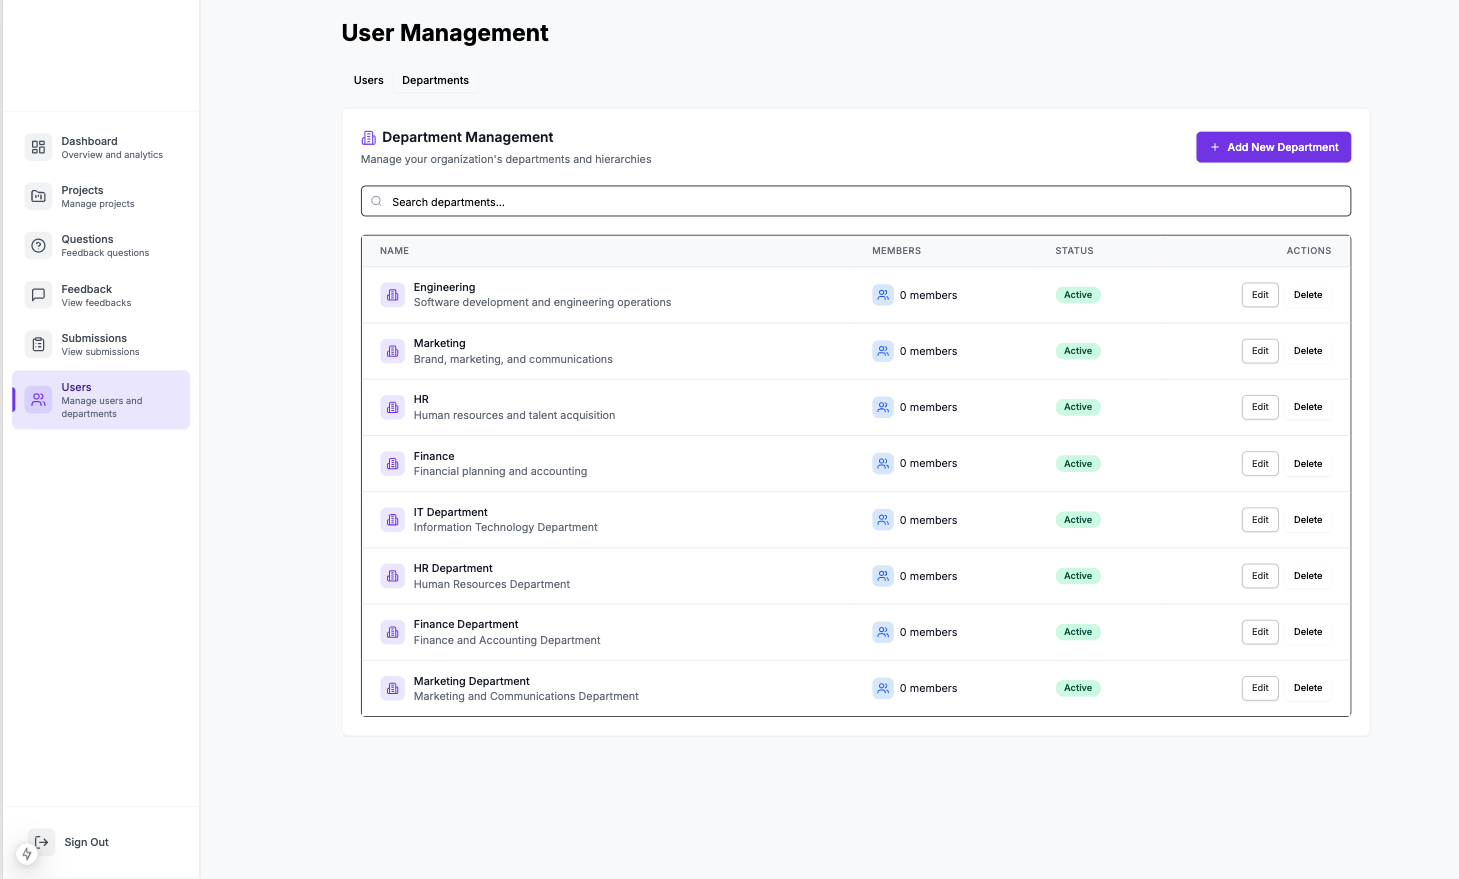 User Management
Users
Departments
Dashboard
Overview and analytics
Projects
Manage projects
Questions
Feedback questions
Feedback
View feedbacks
Submissions
View submissions
Users
Manage users and
departments
Sign Out
Department Management
Manage your organization's departments and hierarchies
+ Add New Department
Search departments...
NAME MEMBERS STATUS ACTIONS
Engineering
Software development and engineering operations
0 members Active Edit Delete
Marketing
Brand, marketing, and communications
0 members Active Edit Delete
HR
Human resources and talent acquisition
0 members Active Edit Delete
Finance
Financial planning and accounting
0 members Active Edit Delete
IT Department
Information Technology Department
0 members Active Edit Delete
HR Department
Human Resources Department
0 members Active Edit Delete
Finance Department
Finance and Accounting Department
0 members Active Edit Delete
Marketing Department
Marketing and Communications Department
0 members Active Edit Delete